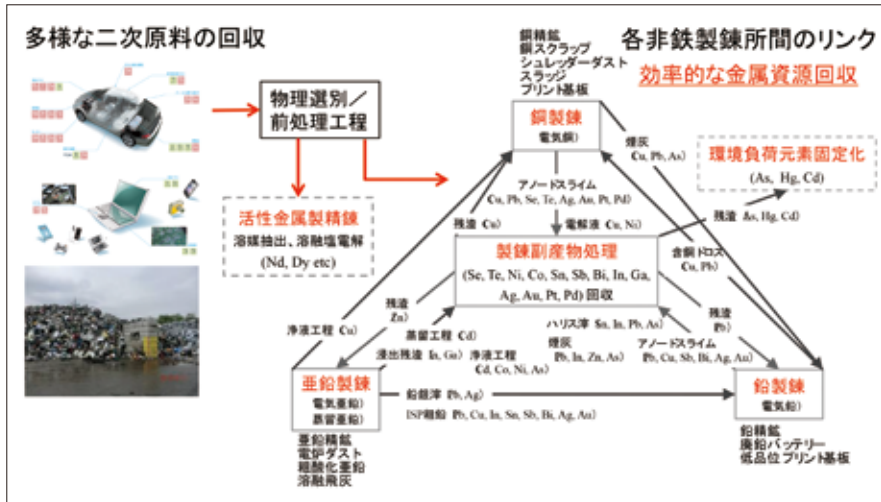 多様な二次原料の回収
各非鉄製錬所間のリンク
効率的な金属資源回収
物理選別／
前処理工程
銅精鉱
銅スクラップ
シュレッダーダスト
スラッジ
プリント基板
銅製錬
電気銅)
煙灰
Cu, Pb, As)
環境負荷元素固定化
(As, Hg, Cd)
アノードスライム
Cu, Pb, Se, Te, Ag, Au, Pt, Pd)
活性金属製精錬
溶媒抽出、溶融塩電解
(Nd, Dy etc)
残渣 Cu)
電解液 Cu, Ni)
残渣 As, Hg, Cd)
製錬副産物処理
(Se, Te, Ni, Co, Sn, Sb, Bi, In, Ga,
Ag, Au, Pt, Pd) 回収
含銅ドロス
Cu, Pb)
残渣
Zn)
浄液工程 Cu)
蒸留工程 Cd)
ハリス滓 Sn, In, Pb, As)
残渣
Pb)
煙灰
Pb, In, Zn, As)
アノードスライム
Pb, Cu, Sb, Bi, Ag, Au)
浸出残渣 In, Ga)
浄液工程
Cd, Co, Ni, As)
亜鉛製錬
電気亜鉛)
蒸留亜鉛)
鉛銀滓 Pb, Ag)
ISP粗鉛 Pb, Cu, In, Sn, Sb, Bi, Ag, Au)
鉛製錬
電気鉛)
亜鉛精鉱
電炉ダスト
粗酸化亜鉛
溶融飛灰
鉛精鉱
廃鉛バッテリー
低品位プリント基板